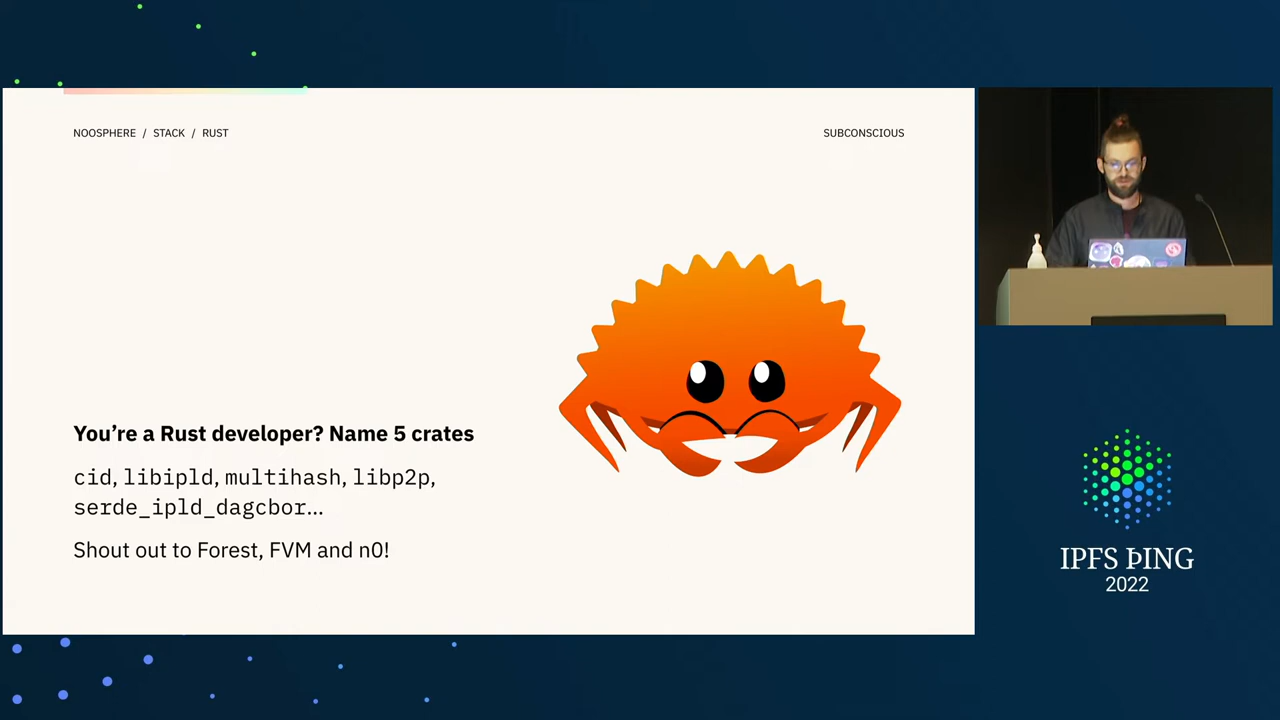 NOOSPHERE / STACK / RUST
SUBCONSCIOUS
You’re a Rust developer? Name 5 crates
cid, libipld, multihash, libp2p,
serde_ipld_dagcbor…
Shout out to Forest, FVM and n0!
IPFS ÞING
2022